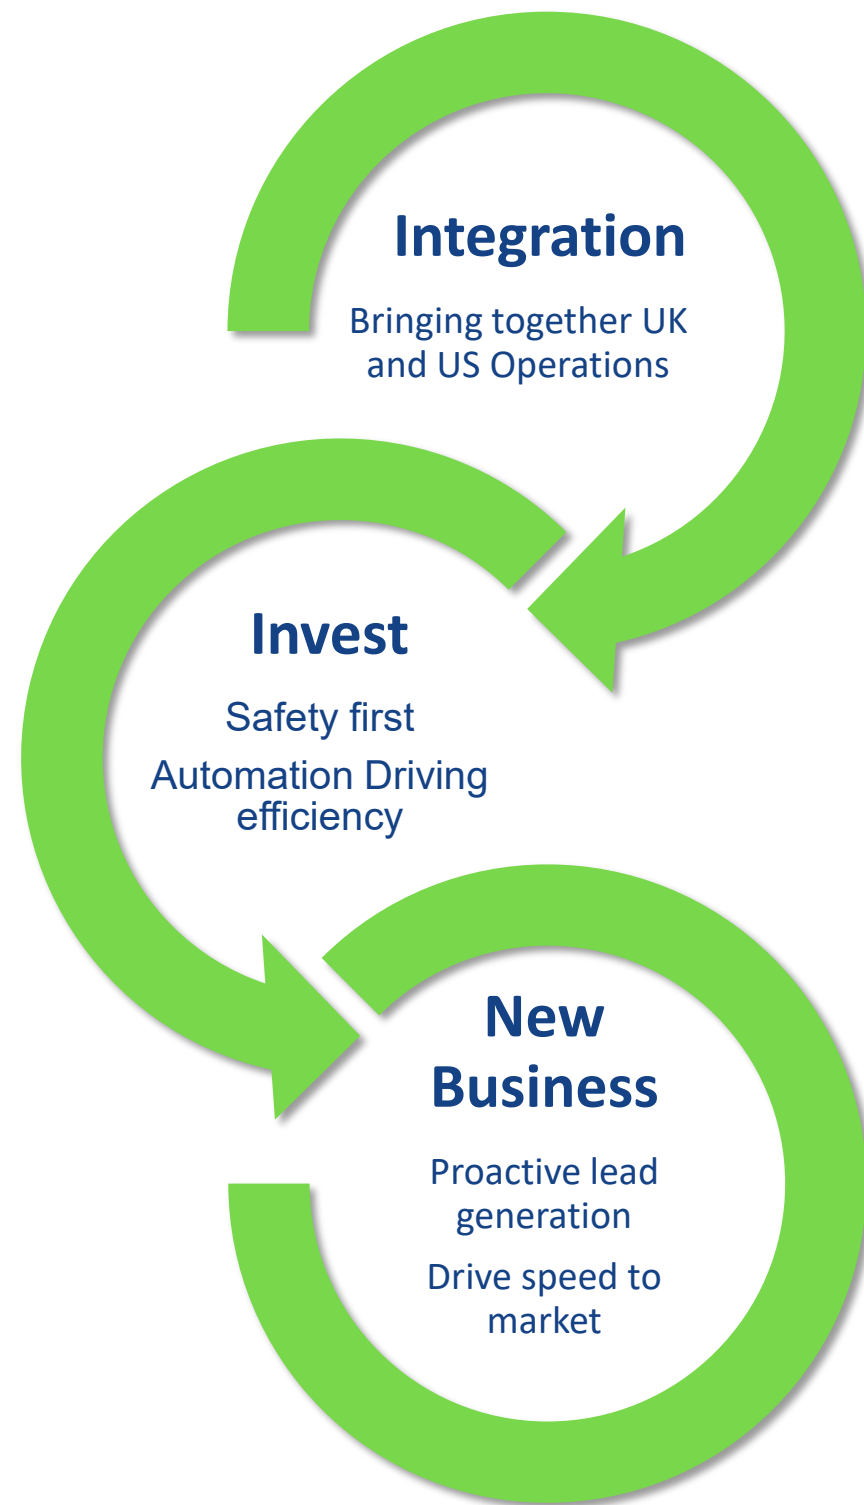 Integration
Bringing together UK
and US Operations
Invest
Safety first
Automation Driving
efficiency
New
Business
Proactive lead
generation
Drive speed to
market